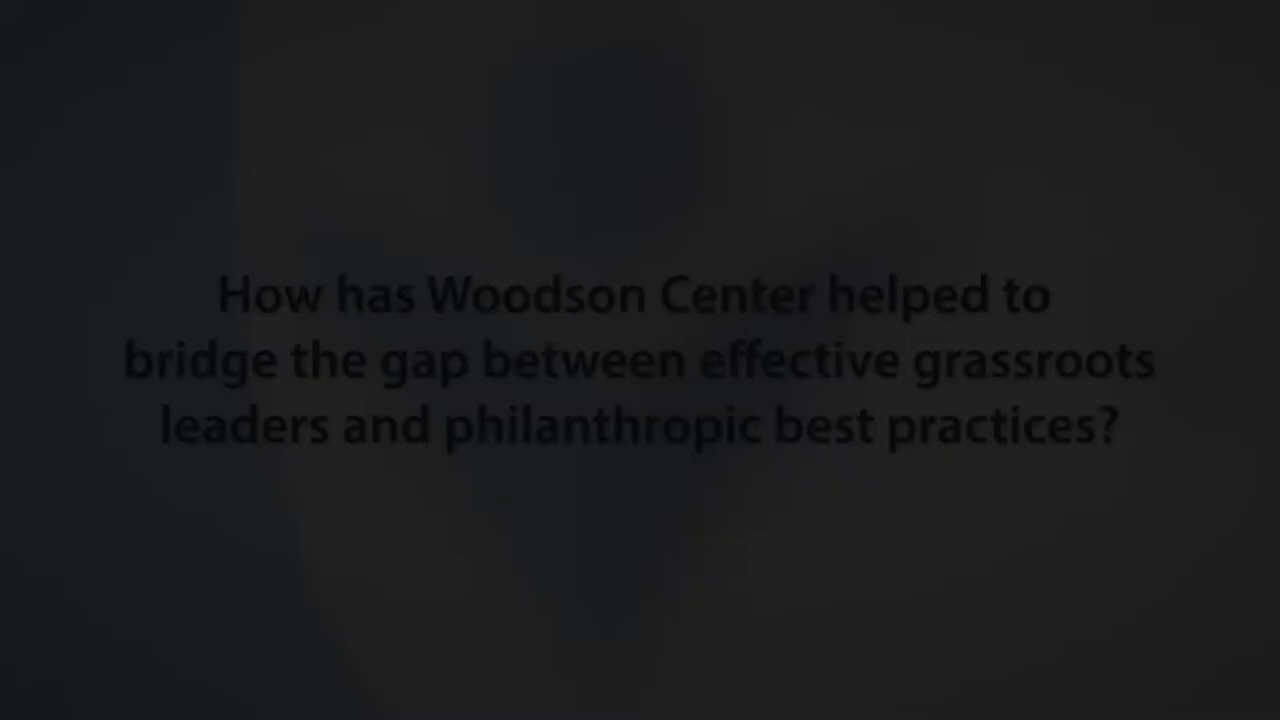 How has Woodson Center helped to
bridge the gap between effective grassroots
leaders and philanthropic best practices?